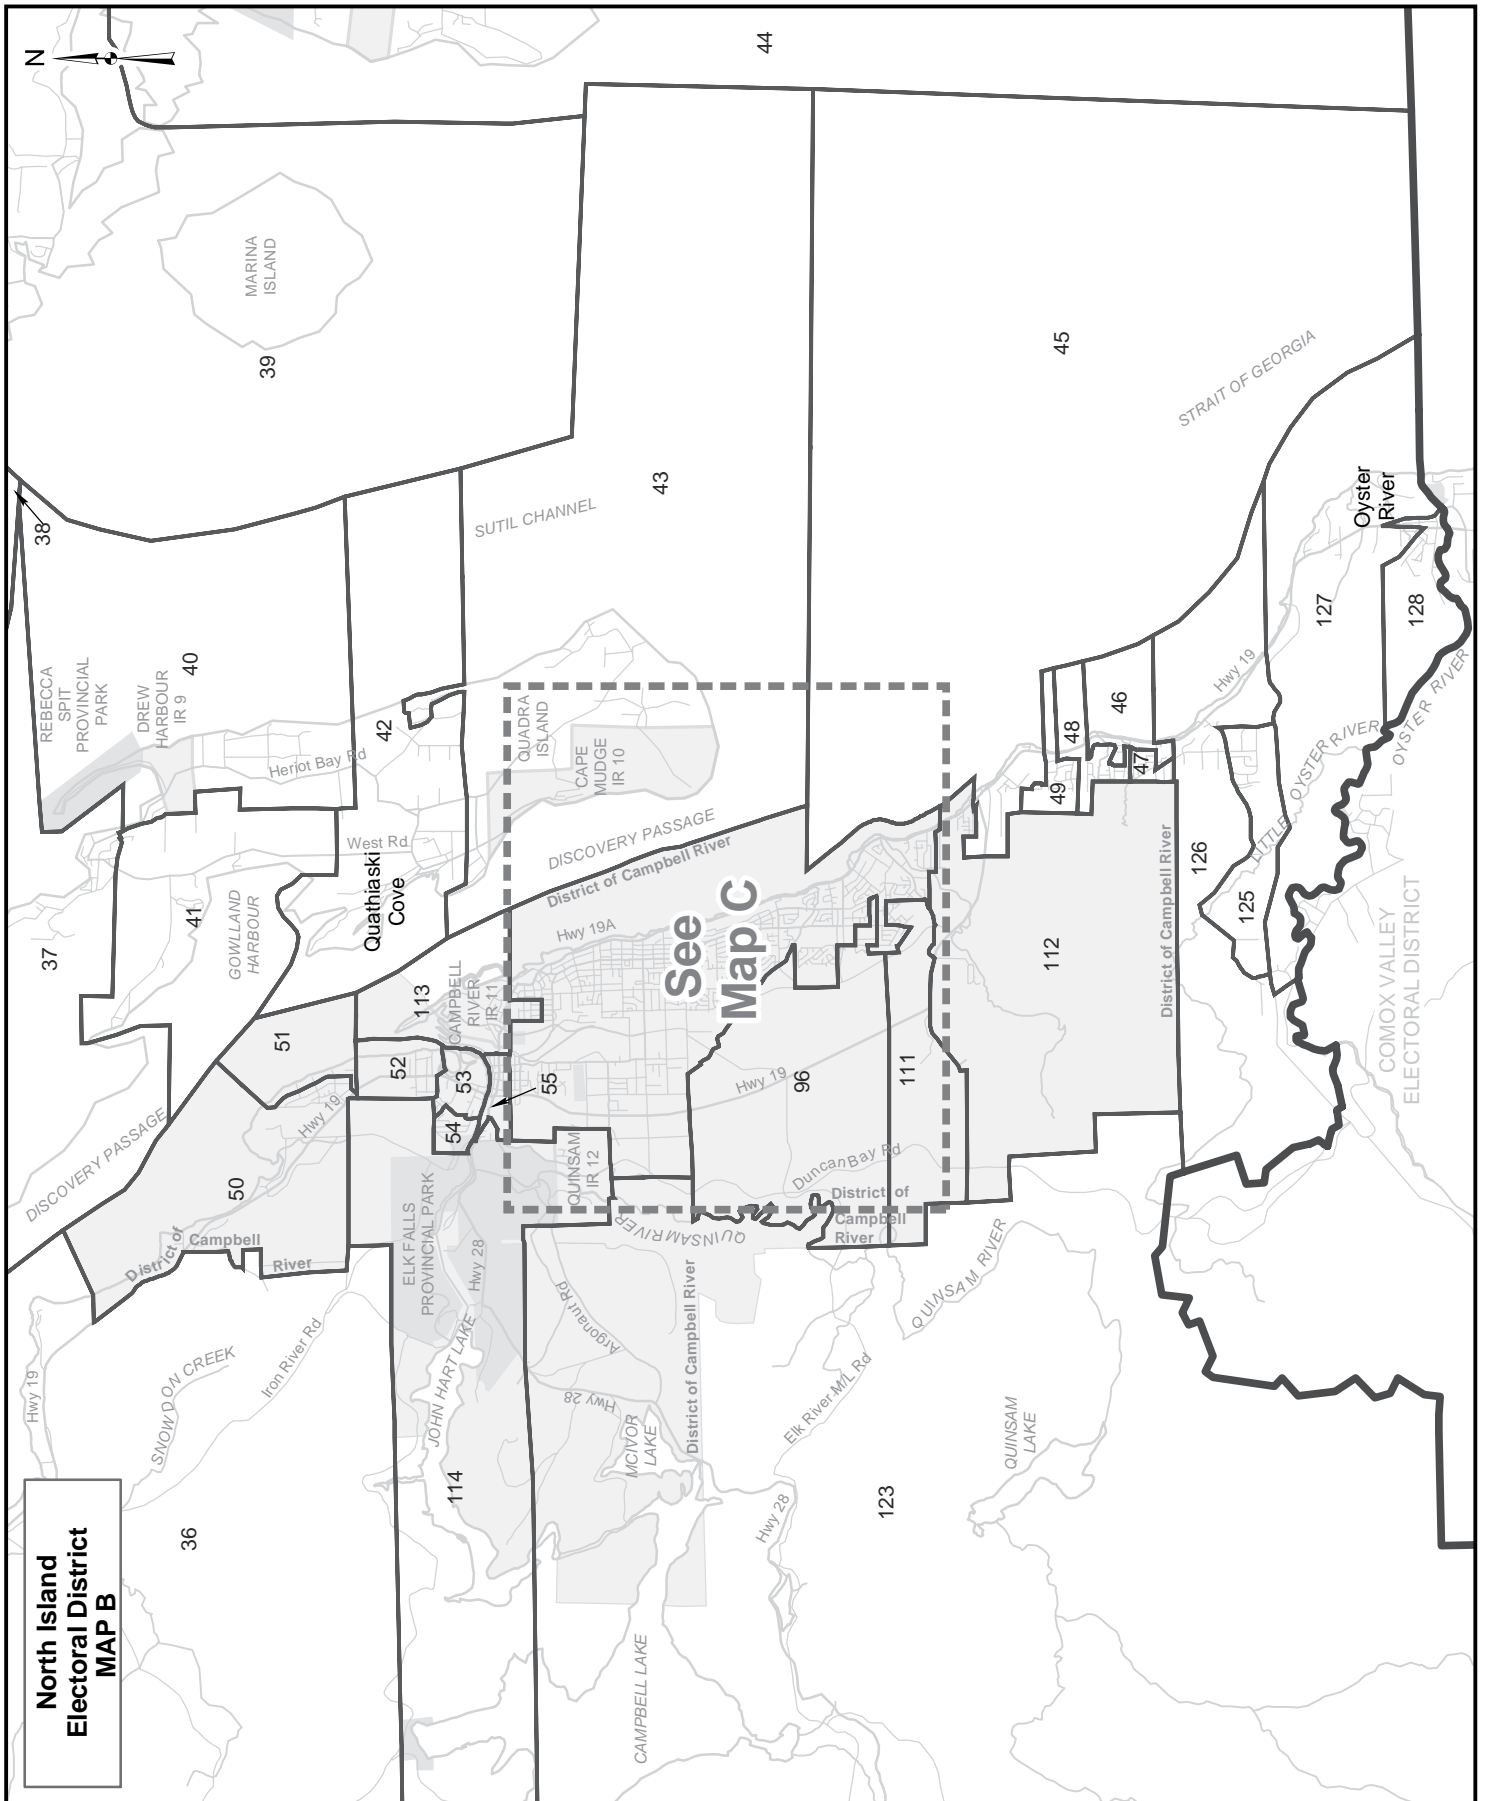 North Island
Electoral District
MAP B
N
36
37
38
39
40
41
42
43
44
45
46
47
48
49
50
51
52
53
54
55
96
111
112
113
114
123
125
126
127
128
MARINA
ISLAND
REBECCA
SPIT
PROVINCIAL
PARK
DREW
HARBOUR
IR 9
Heriot Bay Rd
West Rd
Quathiaski
Cove
GOWLLAND
HARBOUR
SUTIL CHANNEL
QUADRA
ISLAND
CAPE
MUDGE
IR 10
DISCOVERY PASSAGE
District of Campbell River
Hwy 19A
See
Map C
CAMPBELL
RIVER
IR 11
DISCOVERY PASSAGE
Hwy 19
District of
Campbell
River
Hwy 19
SNOWDON CREEK
Iron River Rd
ELK FALLS
PROVINCIAL PARK
Hwy 28
JOHN HART LAKE
QUINSAM
IR 12
QUINSAM RIVER
Argonaut Rd
Hwy 28
MCIVOR
LAKE
District of Campbell River
CAMPBELL LAKE
Hwy 28
Elk River M/L Rd
QUINSAM RIVER
QUINSAM
LAKE
Hwy 19
Duncan Bay Rd
District of
Campbell
River
District of Campbell River
STRAIT OF GEORGIA
Hwy 19
Oyster
River
LITTLE OYSTER RIVER
OYSTER RIVER
COMOX VALLEY
ELECTORAL DISTRICT